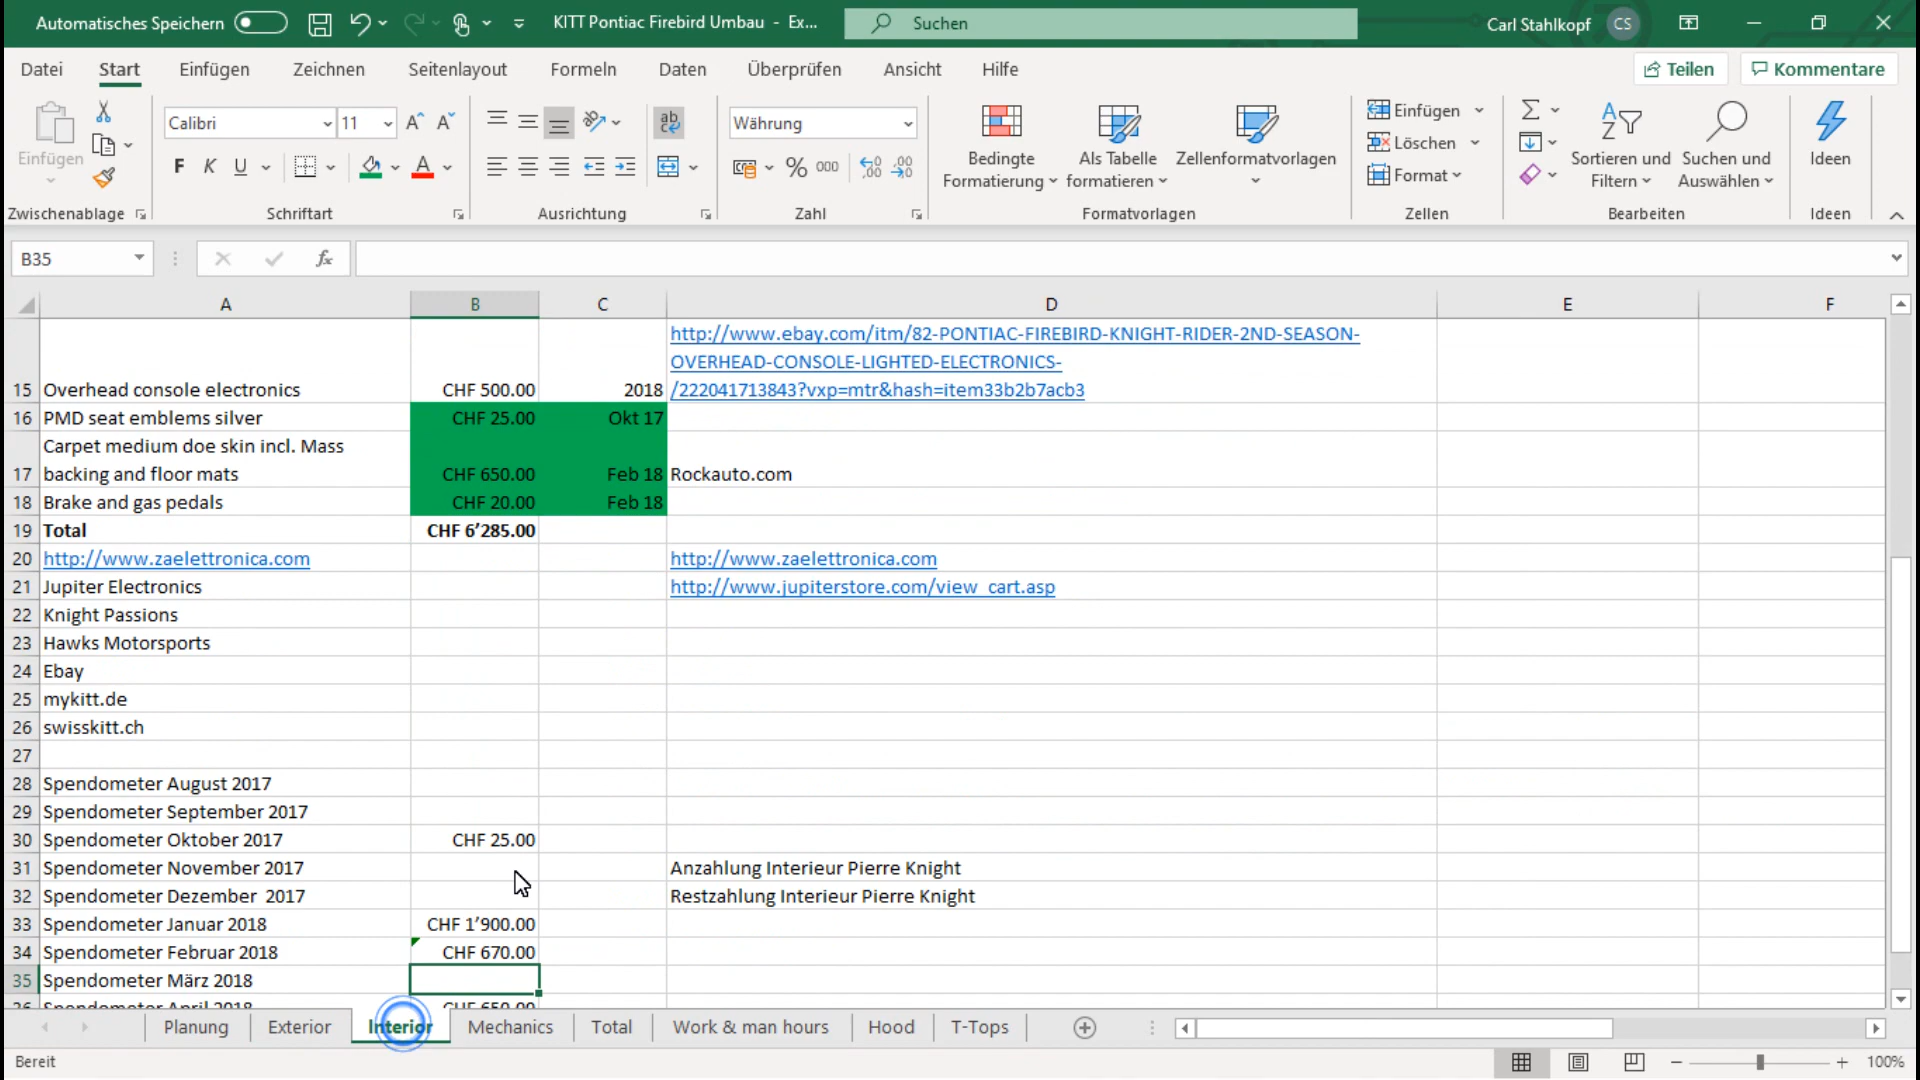 Automatisches Speichern
KITT Pontiac Firebird Umbau - Ex...
Suchen
Carl Stahlkopf
CS
Datei Start Einfügen Zeichnen Seitenlayout Formeln Daten Überprüfen Ansicht Hilfe
Teilen Kommentare
Einfügen
Calibri 11
F K U
ab
Währung
% 000
Bedingte
Formatierung
Als Tabelle
formatieren
Zellenformatvorlagen
Einfügen
Löschen
Format
Sortieren und
Filtern
Suchen und
Auswählen
Ideen
Zwischenablage Schriftart Ausrichtung Zahl Formatvorlagen Zellen Bearbeiten Ideen
B35 fx
A B C D E F
http://www.ebay.com/itm/82-PONTIAC-FIREBIRD-KNIGHT-RIDER-2ND-SEASON-
OVERHEAD-CONSOLE-LIGHTED-ELECTRONICS-
15 Overhead console electronics CHF 500.00 2018 /222041713843?vxp=mtr&hash=item33b2b7acb3
16 PMD seat emblems silver CHF 25.00 Okt 17
Carpet medium doe skin incl. Mass
17 backing and floor mats CHF 650.00 Feb 18 Rockauto.com
18 Brake and gas pedals CHF 20.00 Feb 18
19 Total CHF 6’285.00
20 http://www.zaelettronica.com http://www.zaelettronica.com
21 Jupiter Electronics http://www.jupiterstore.com/view_cart.asp
22 Knight Passions
23 Hawks Motorsports
24 Ebay
25 mykitt.de
26 swisskitt.ch
27
28 Spendometer August 2017
29 Spendometer September 2017
30 Spendometer Oktober 2017 CHF 25.00
31 Spendometer November 2017 Anzahlung Interieur Pierre Knight
32 Spendometer Dezember 2017 Restzahlung Interieur Pierre Knight
33 Spendometer Januar 2018 CHF 1’900.00
34 Spendometer Februar 2018 CHF 670.00
35 Spendometer März 2018
36 Spendometer April 2018 CHF 650.00
Planung Exterior Interior Mechanics Total Work & man hours Hood T-Tops
Bereit
100%